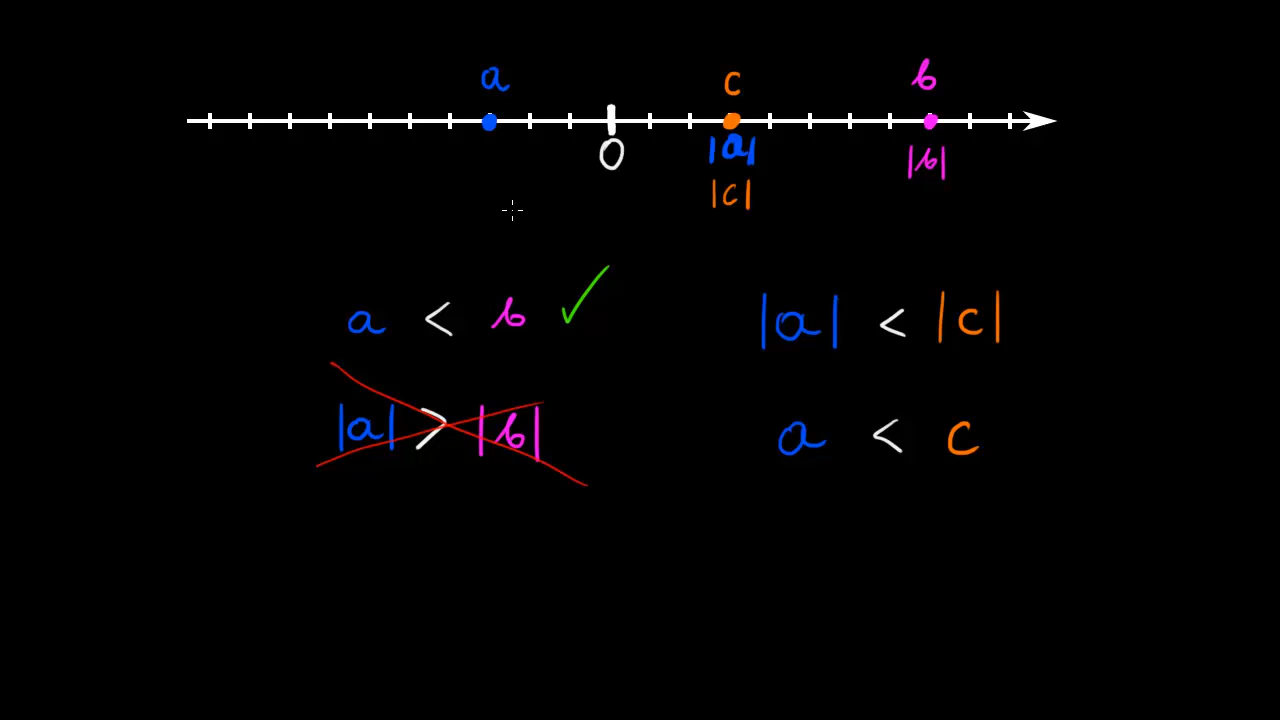 a c b
0 |a| |b|
|c|
a < b ✓ |a| < |c|
|a| > |b| a < c